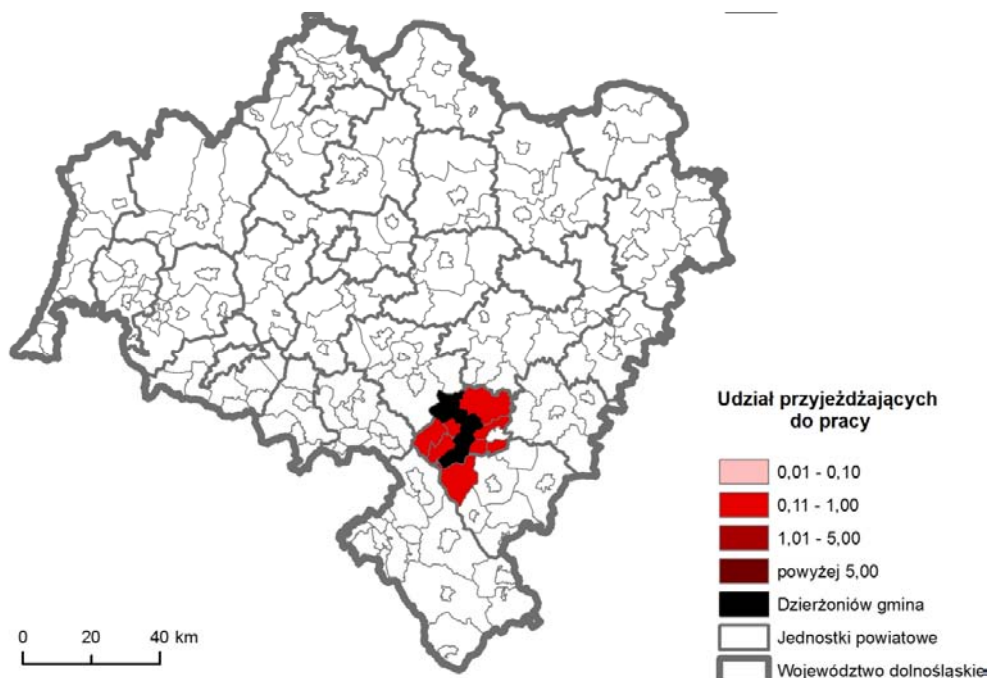 Udział przyjeżdżających
do pracy
0,01 - 0,10
0,11 - 1,00
1,01 - 5,00
powyżej 5,00
Dzierżoniów gmina
Jednostki powiatowe
Województwo dolnośląskie
0 20 40 km